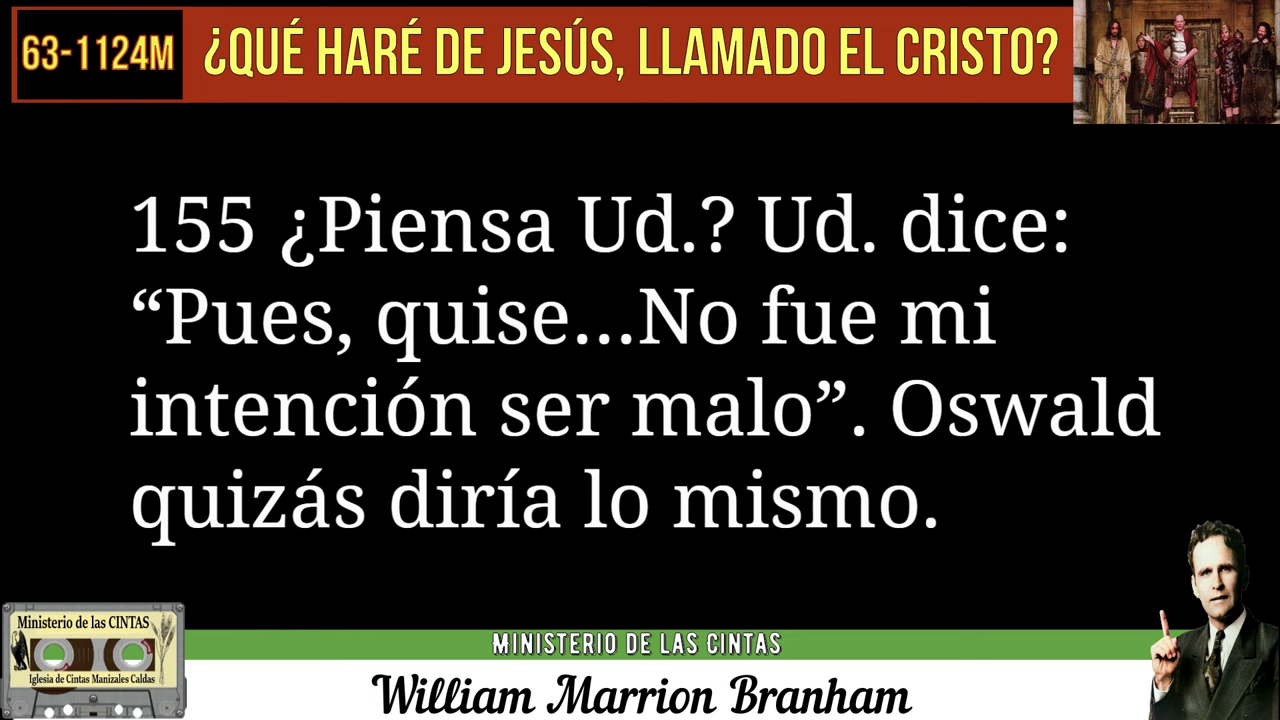 63-1124M ¿QUÉ HARÉ DE JESÚS, LLAMADO EL CRISTO?
155 ¿Piensa Ud.? Ud. dice:
“Pues, quise...No fue mi
intención ser malo”. Oswald
quizás diría lo mismo.
Ministerio de las CINTAS
Iglesia de Cintas Manizales Caldas
MINISTERIO DE LAS CINTAS
William Marrion Branham